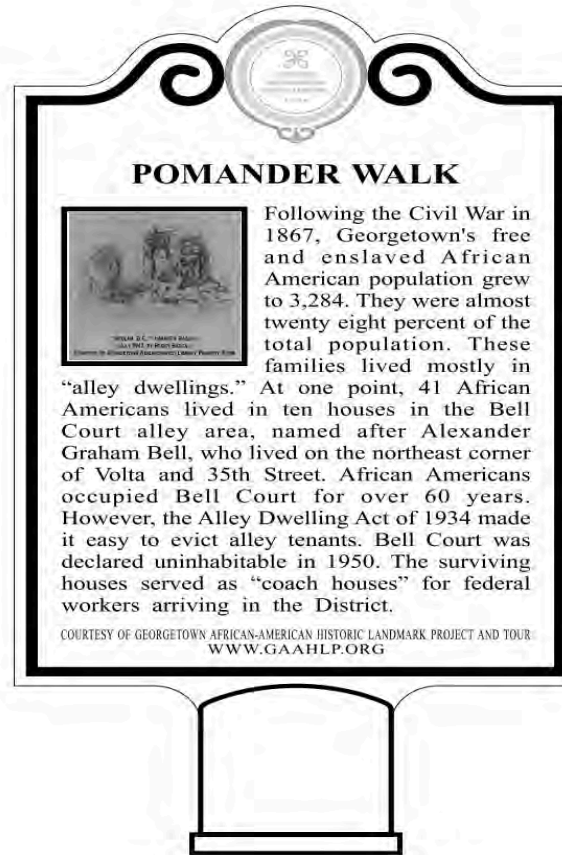 POMANDER WALK
Following the Civil War in
1867, Georgetown's free
and enslaved African
American population grew
to 3,284. They were almost
twenty eight percent of the
total population. These
families lived mostly in
“alley dwellings.” At one point, 41 African
Americans lived in ten houses in the Bell
Court alley area, named after Alexander
Graham Bell, who lived on the northeast corner
of Volta and 35th Street. African Americans
occupied Bell Court for over 60 years.
However, the Alley Dwelling Act of 1934 made
it easy to evict alley tenants. Bell Court was
declared uninhabitable in 1950. The surviving
houses served as “coach houses” for federal
workers arriving in the District.
COURTESY OF GEORGETOWN AFRICAN-AMERICAN HISTORIC LANDMARK PROJECT AND TOUR
WWW.GAAHLP.ORG